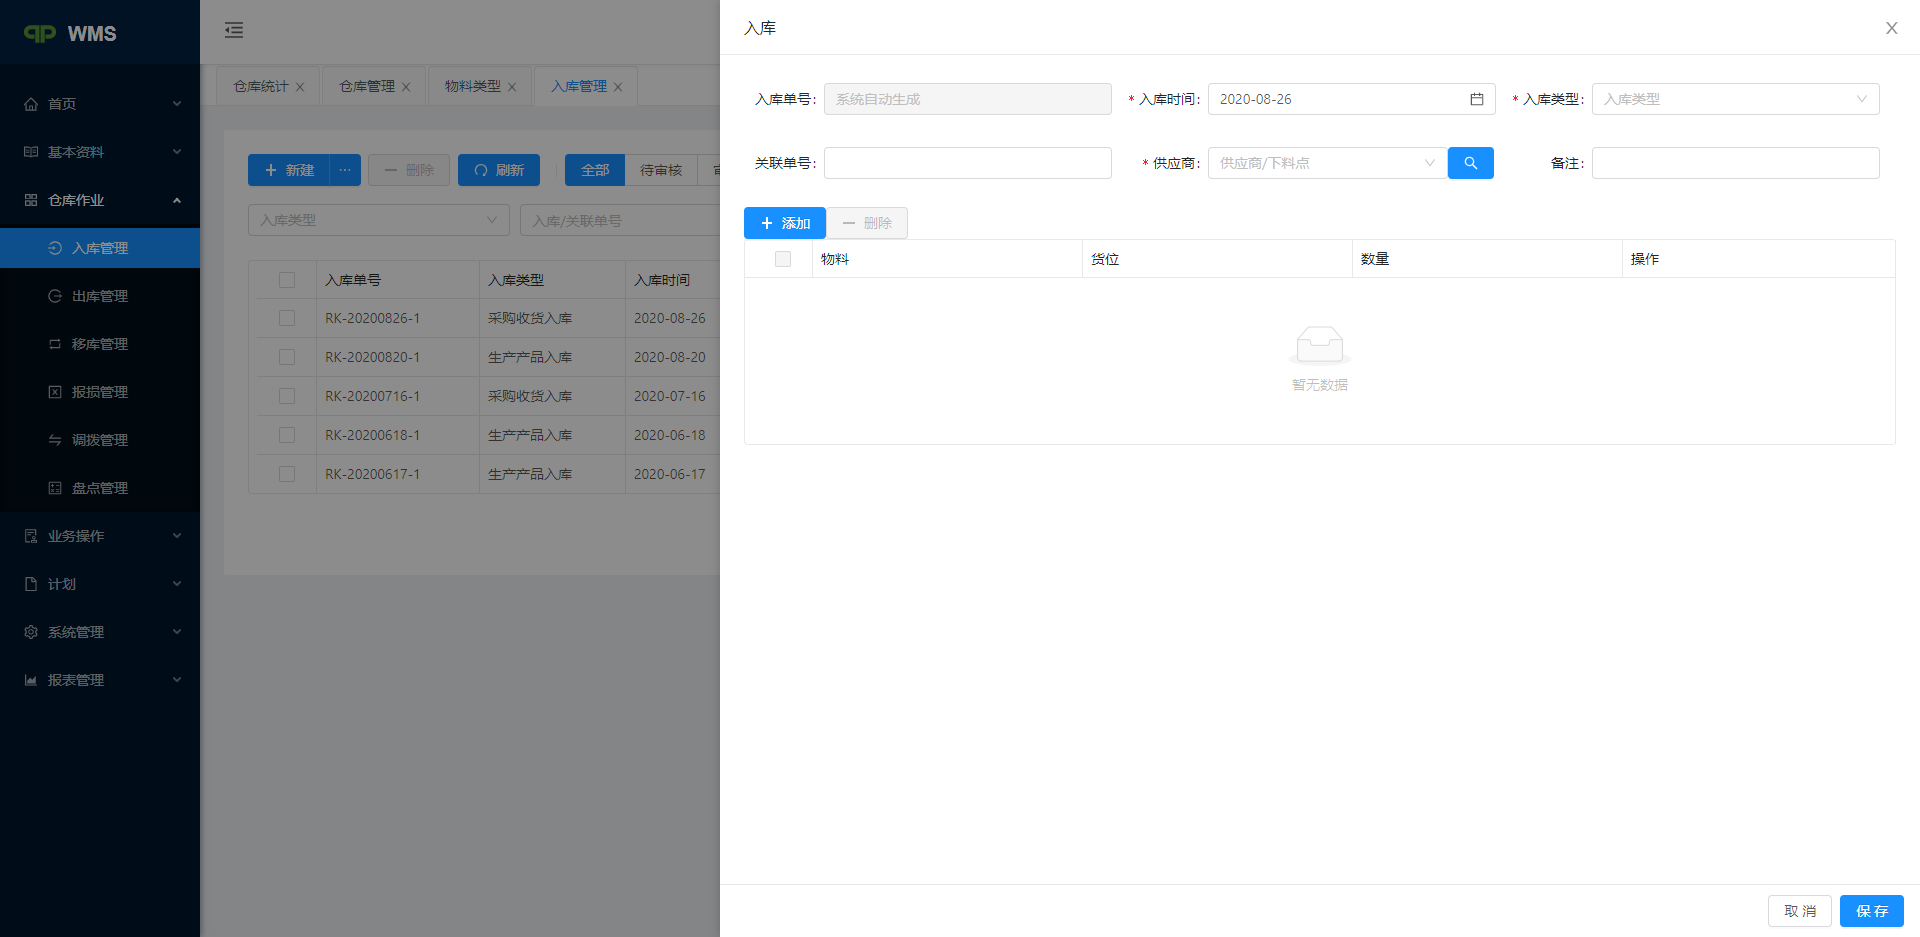 WMS
首页
基本资料
仓库作业
入库管理
出库管理
移库管理
报损管理
调拨管理
盘点管理
业务操作
计划
系统管理
报表管理
仓库统计 仓库管理 物料类型 入库管理
新建 ··· 删除 刷新 全部 待审核
入库类型 入库/关联单号
入库单号 入库类型 入库时间
RK-20200826-1 采购收货入库 2020-08-26
RK-20200820-1 生产产品入库 2020-08-20
RK-20200716-1 采购收货入库 2020-07-16
RK-20200618-1 生产产品入库 2020-06-18
RK-20200617-1 生产产品入库 2020-06-17
入库
入库单号: 系统自动生成 * 入库时间: 2020-08-26 * 入库类型: 入库类型
关联单号: * 供应商: 供应商/下料点 备注:
添加 删除
物料 货位 数量 操作
暂无数据
取消 保存